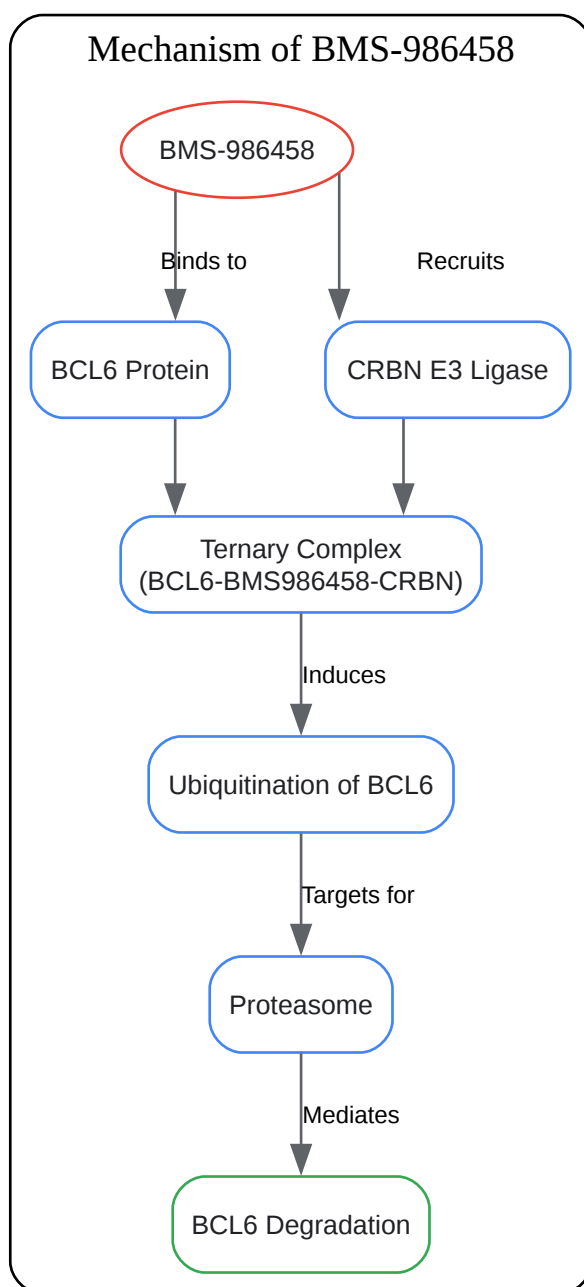 Mechanism of BMS-986458
BMS-986458
Binds to
Recruits
BCL6 Protein
CRBN E3 Ligase
Ternary Complex
(BCL6-BMS986458-CRBN)
Induces
Ubiquitination of BCL6
Targets for
Proteasome
Mediates
BCL6 Degradation